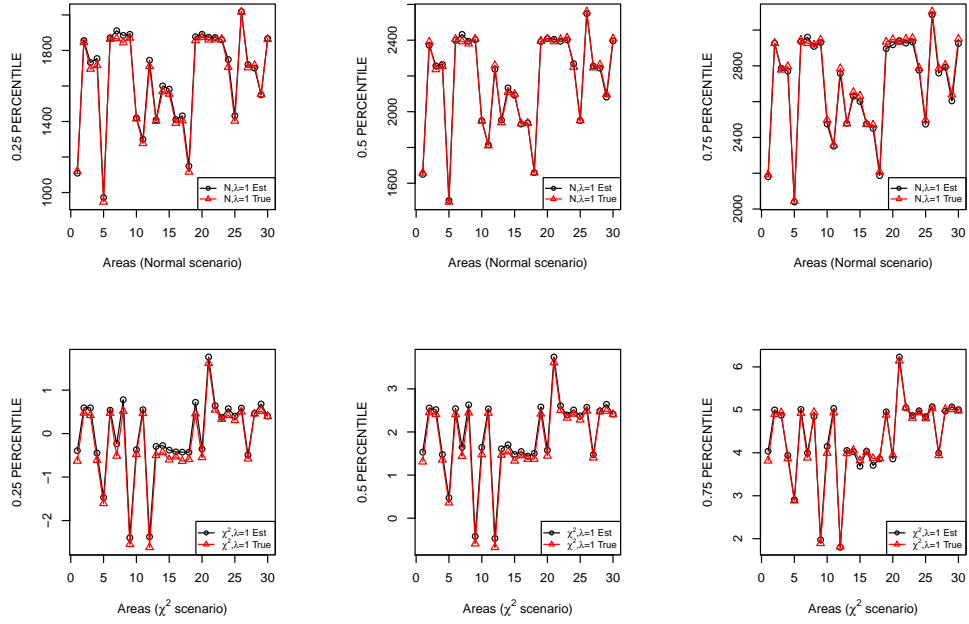 0.25 PERCENTILE
1000 1400 1800
N,λ=1 Est
N,λ=1 True
0 5 10 15 20 25 30
Areas (Normal scenario)
0.5 PERCENTILE
1600 2000 2400
N,λ=1 Est
N,λ=1 True
0 5 10 15 20 25 30
Areas (Normal scenario)
0.75 PERCENTILE
2000 2400 2800
N,λ=1 Est
N,λ=1 True
0 5 10 15 20 25 30
Areas (Normal scenario)
0.25 PERCENTILE
-2 0 1
χ²,λ=1 Est
χ²,λ=1 True
0 5 10 15 20 25 30
Areas (χ² scenario)
0.5 PERCENTILE
0 1 2 3
χ²,λ=1 Est
χ²,λ=1 True
0 5 10 15 20 25 30
Areas (χ² scenario)
0.75 PERCENTILE
2 3 4 5 6
χ²,λ=1 Est
χ²,λ=1 True
0 5 10 15 20 25 30
Areas (χ² scenario)